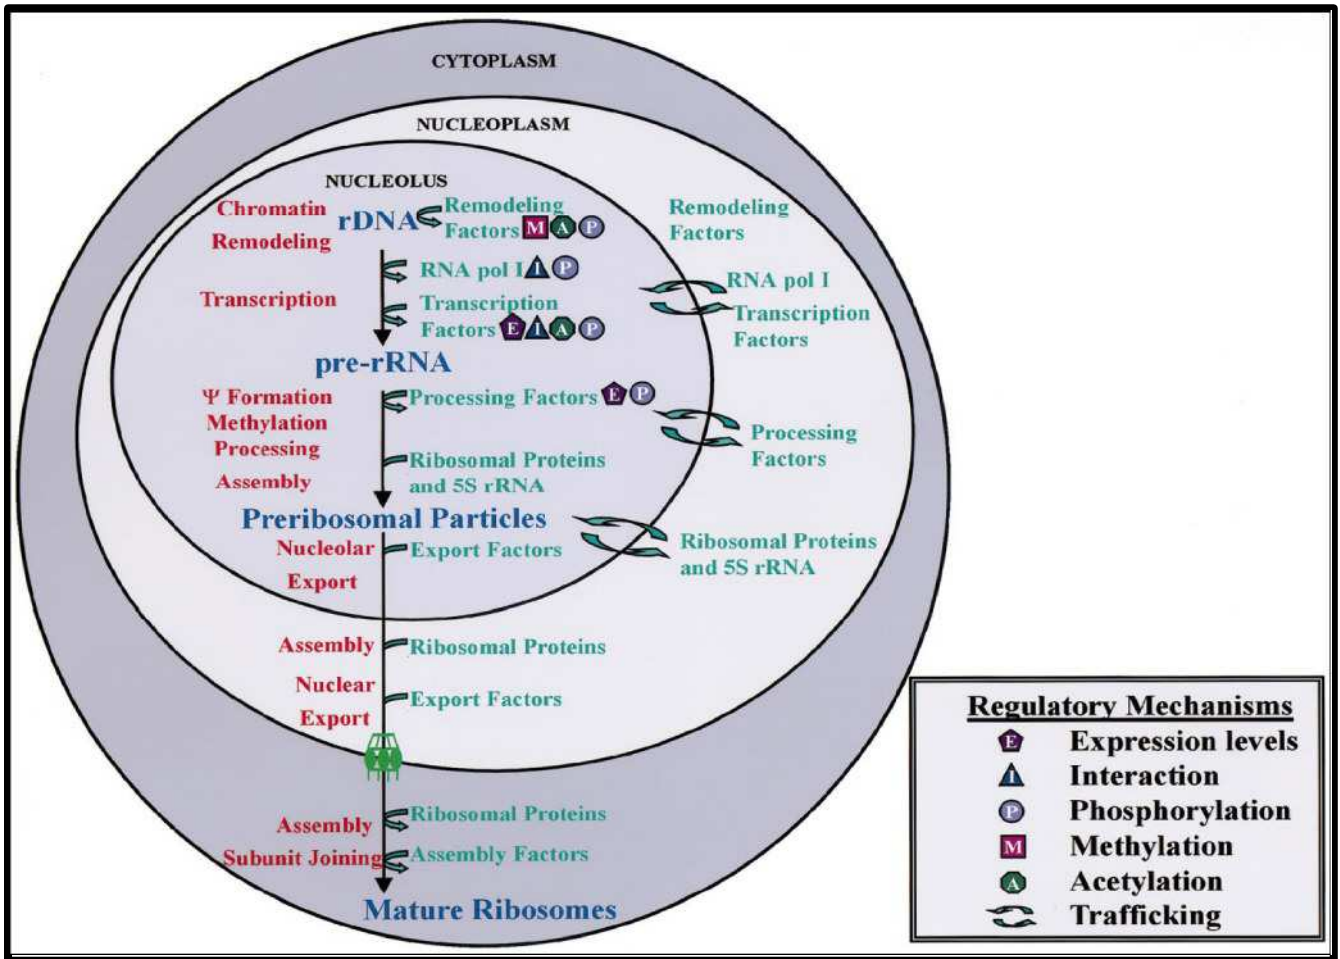 CYTOPLASM
NUCLEOPLASM
NUCLEOLUS
Chromatin
Remodeling
rDNA
Remodeling
Factors M A P
Remodeling
Factors
RNA pol I I P
RNA pol I
Transcription
Transcription
Factors E I A P
Transcription
Factors
pre-rRNA
Ψ Formation
Methylation
Processing
Assembly
Processing Factors E P
Processing
Factors
Ribosomal Proteins
and 5S rRNA
Preribosomal Particles
Ribosomal Proteins
and 5S rRNA
Nucleolar
Export
Export Factors
Assembly
Ribosomal Proteins
Nuclear
Export
Export Factors
Assembly
Ribosomal Proteins
Subunit Joining
Assembly Factors
Mature Ribosomes
Regulatory Mechanisms
E Expression levels
I Interaction
P Phosphorylation
M Methylation
A Acetylation
Trafficking